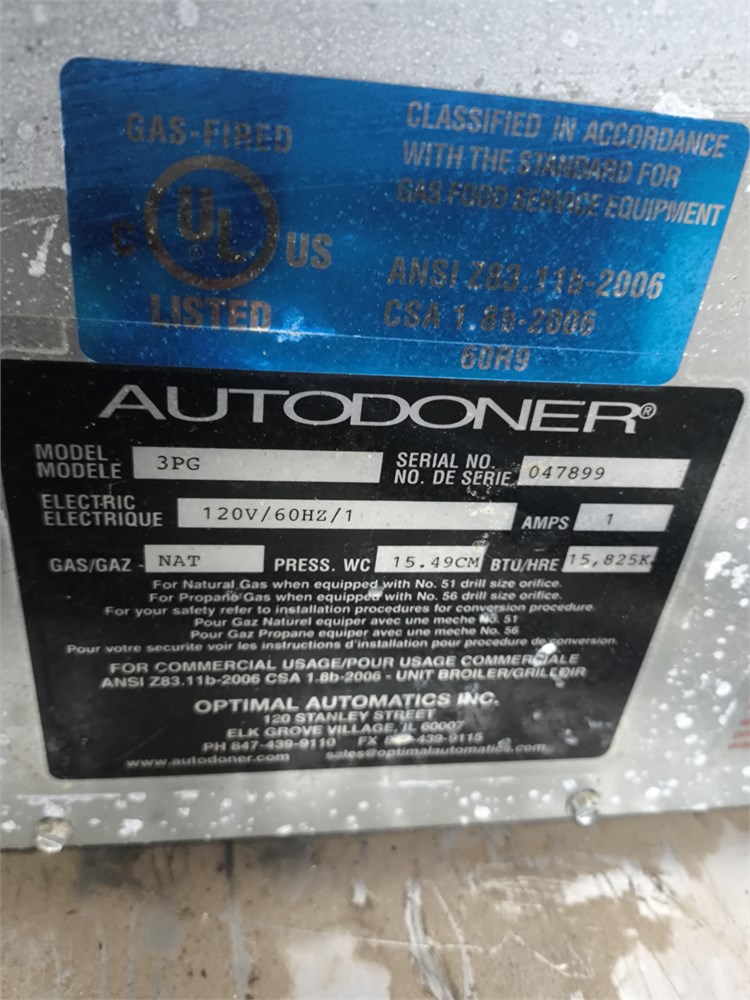 GAS-FIRED
C UL US
®
LISTED
CLASSIFIED IN ACCORDANCE
WITH THE STANDARD FOR
GAS FOOD SERVICE EQUIPMENT
ANSI Z83.11b-2006
CSA 1.8b-2006
60R9
AUTODONER®
MODEL
MODELE
3PG
SERIAL NO.
NO. DE SERIE
047899
ELECTRIC
ELECTRIQUE
120V/60HZ/1
AMPS 1
GAS/GAZ - NAT PRESS. WC 15.49CM BTU/HRE 15,825K
For Natural Gas when equipped with No. 51 drill size orifice.
For Propane Gas when equipped with No. 56 drill size orifice.
For your safety refer to installation procedures for conversion procedure
Pour Gaz Naturel equiper avec une meche No. 51
Pour Gaz Propane equiper avec une meche No. 56
Pour votre securite voir les instructions d'installation pour procedure de conversion.
FOR COMMERCIAL USAGE/POUR USAGE COMMERCIALE
ANSI Z83.11b-2006 CSA 1.8b-2006 - UNIT BROILER/GRILLOIR
OPTIMAL AUTOMATICS INC.
120 STANLEY STREET
ELK GROVE VILLAGE, IL 60007
PH 847-439-9110 FX 439-9115
www.autodoner.com sales@optimalautomatics.com